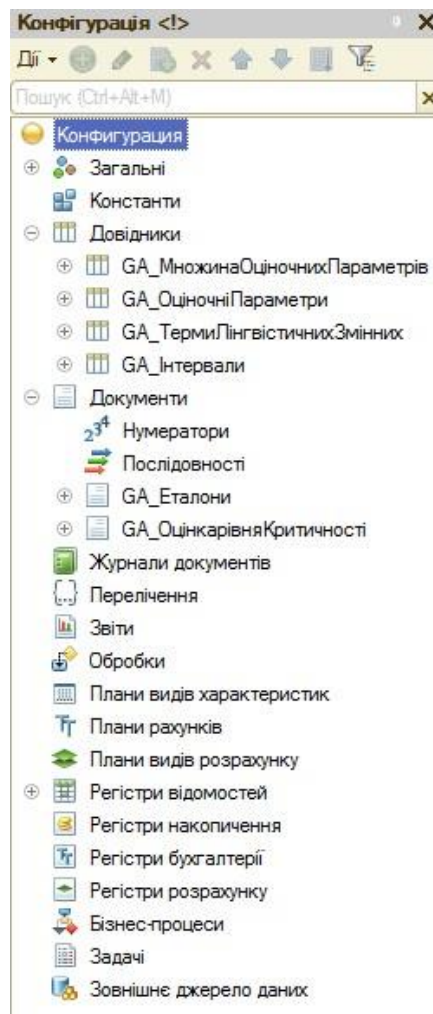 Конфігурація <!>
Дії
Пошук (Ctrl+Alt+M)
Конфигурация
Загальні
Константи
Довідники
GA_МножинаОціночнихПараметрів
GA_ОціночніПараметри
GA_ТермиЛінгвістичнихЗмінних
GA_Інтервали
Документи
Нумератори
Послідовності
GA_Еталони
GA_ОцінкарівняКритичності
Журнали документів
Перелічення
Звіти
Обробки
Плани видів характеристик
Плани рахунків
Плани видів розрахунку
Регістри відомостей
Регістри накопичення
Регістри бухгалтерії
Регістри розрахунку
Бізнес-процеси
Задачі
Зовнішнє джерело даних